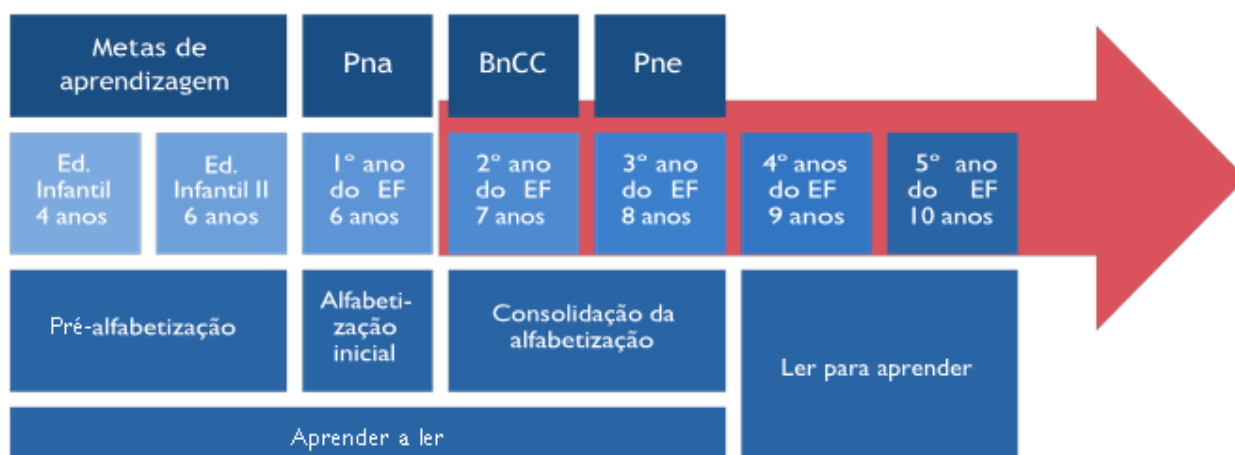 Metas de
aprendizagem
Pna
BnCC
Pne
Ed.
Infantil
4 anos
Ed.
Infantil II
6 anos
1º ano
do EF
6 anos
2º ano
do EF
7 anos
3º ano
do EF
8 anos
4º anos
do EF
9 anos
5º ano
do EF
10 anos
Pré-alfabetização
Alfabeti-
zação
inicial
Consolidação da
alfabetização
Ler para aprender
Aprender a ler